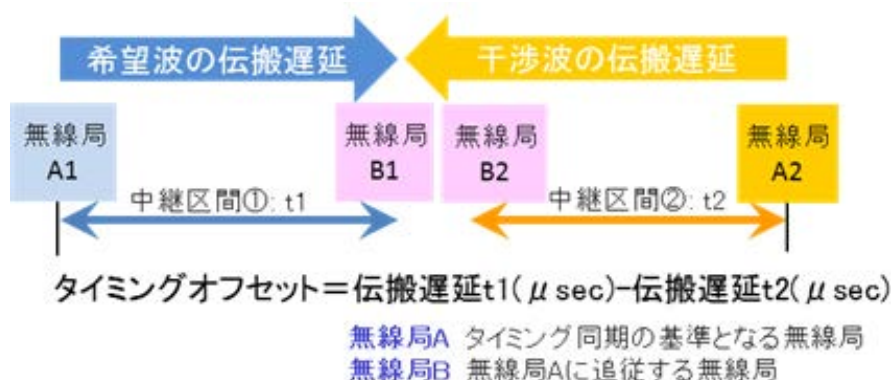 希望波の伝搬遅延
干渉波の伝搬遅延
無線局
A1
無線局
B1
無線局
B2
無線局
A2
中継区間①: t1
中継区間②: t2
タイミングオフセット=伝搬遅延t1(μsec)-伝搬遅延t2(μsec)
無線局A タイミング同期の基準となる無線局
無線局B 無線局Aに追従する無線局